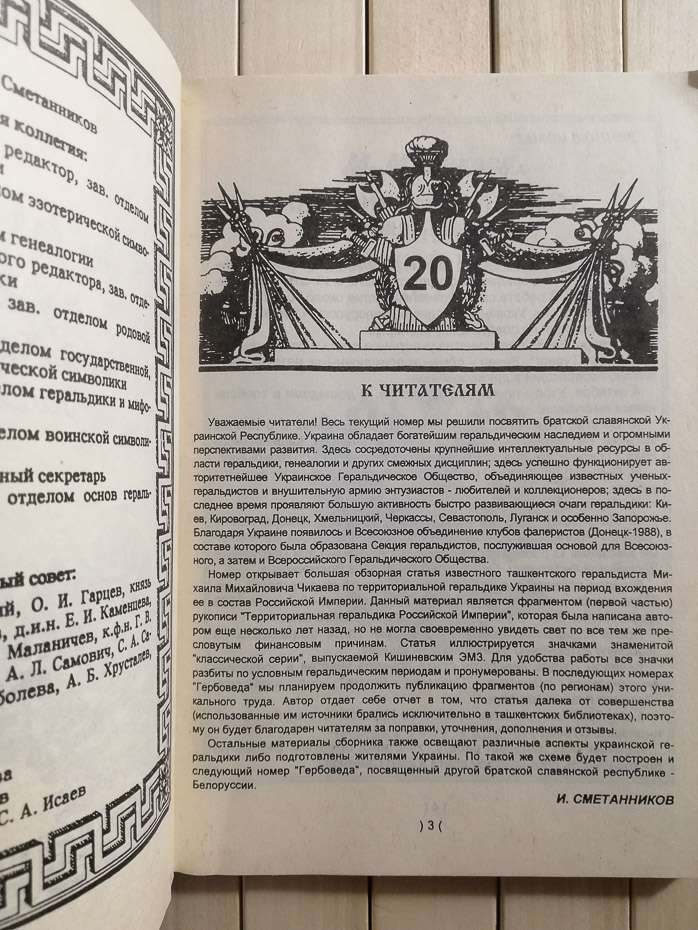 Сметанников
я коллегия:
редактор, зав. отделом
и
ом эзотерической симво-
м генеалогии
ого редактора, зав. отде-
ки
зав. отделом родовой
делом государственной,
ческой символики
елом геральдики и мифо-
делом воинской символи-
ный секретарь
отделом основ гераль-
ный совет:
ий, О. И. Гарцев, князь
, д.и.н. Е. И. Каменцева,
Маланичев, к.ф.н. Г. В.
А. Л. Самович, С. А. Са-
болева, А. Б. Хрусталев,
ва
в
С. А. Исаев
20
К ЧИТАТЕЛЯМ
Уважаемые читатели! Весь текущий номер мы решили посвятить братской славянской Ук-
раинской Республике. Украина обладает богатейшим геральдическим наследием и огромными
перспективами развития. Здесь сосредоточены крупнейшие интеллектуальные ресурсы в об-
ласти геральдики, генеалогии и других смежных дисциплин; здесь успешно функционирует ав-
торитетнейшее Украинское Геральдическое Общество, объединяющее известных ученых-
геральдистов и внушительную армию энтузиастов - любителей и коллекционеров; здесь в по-
следнее время проявляют большую активность быстро развивающиеся очаги геральдики: Ки-
ев, Кировоград, Донецк, Хмельницкий, Черкассы, Севастополь, Луганск и особенно Запорожье.
Благодаря Украине появилось и Всесоюзное объединение клубов фалеристов (Донецк-1988), в
составе которого была образована Секция геральдистов, послужившая основой для Всесоюз-
ного, а затем и Всероссийского Геральдического Общества.
Номер открывает большая обзорная статья известного ташкентского геральдиста Ми-
хаила Михайловича Чикаева по территориальной геральдике Украины на период вхождения
ее в состав Российской Империи. Данный материал является фрагментом (первой частью)
рукописи "Территориальная геральдика Российской Империи", которая была написана авто-
ром еще несколько лет назад, но не могла своевременно увидеть свет по все тем же пре-
словутым финансовым причинам. Статья иллюстрируется значками знаменитой
"классической серии", выпускаемой Кишиневским ЭМЗ. Для удобства работы все значки
разбиты по условным геральдическим периодам и пронумерованы. В последующих номерах
"Гербоведа" мы планируем продолжить публикацию фрагментов (по регионам) этого уни-
кального труда. Автор отдает себе отчет в том, что статья далека от совершенства
(использованные им источники брались исключительно в ташкентских библиотеках), поэто-
му он будет благодарен читателям за поправки, уточнения, дополнения и отзывы.
Остальные материалы сборника также освещают различные аспекты украинской ге-
ральдики либо подготовлены жителями Украины. По такой же схеме будет построен и
следующий номер "Гербоведа", посвященный другой братской славянской республике -
Белоруссии.
И. СМЕТАННИКОВ
) 3 (